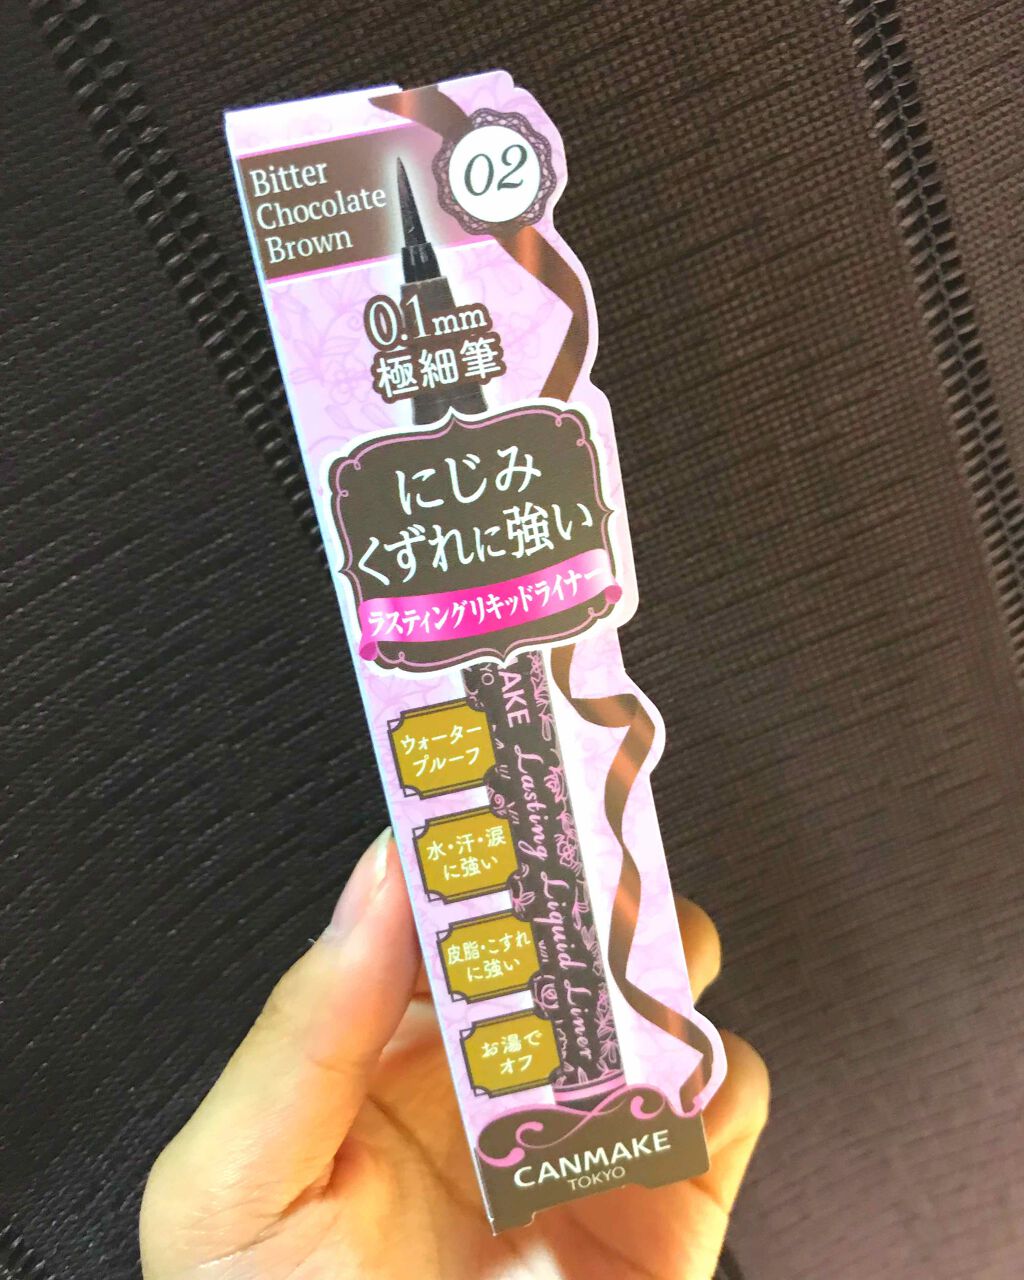 02
Bitter
Chocolate
Brown
0.1mm
極細筆
にじみ
くずれに強い
ラスティングリキッドライナー
AKE Lasting Liquid Liner
YO
ウォーター
プルーフ
水・汗・涙
に強い
皮脂・こすれ
に強い
お湯で
オフ
CANMAKE
TOKYO